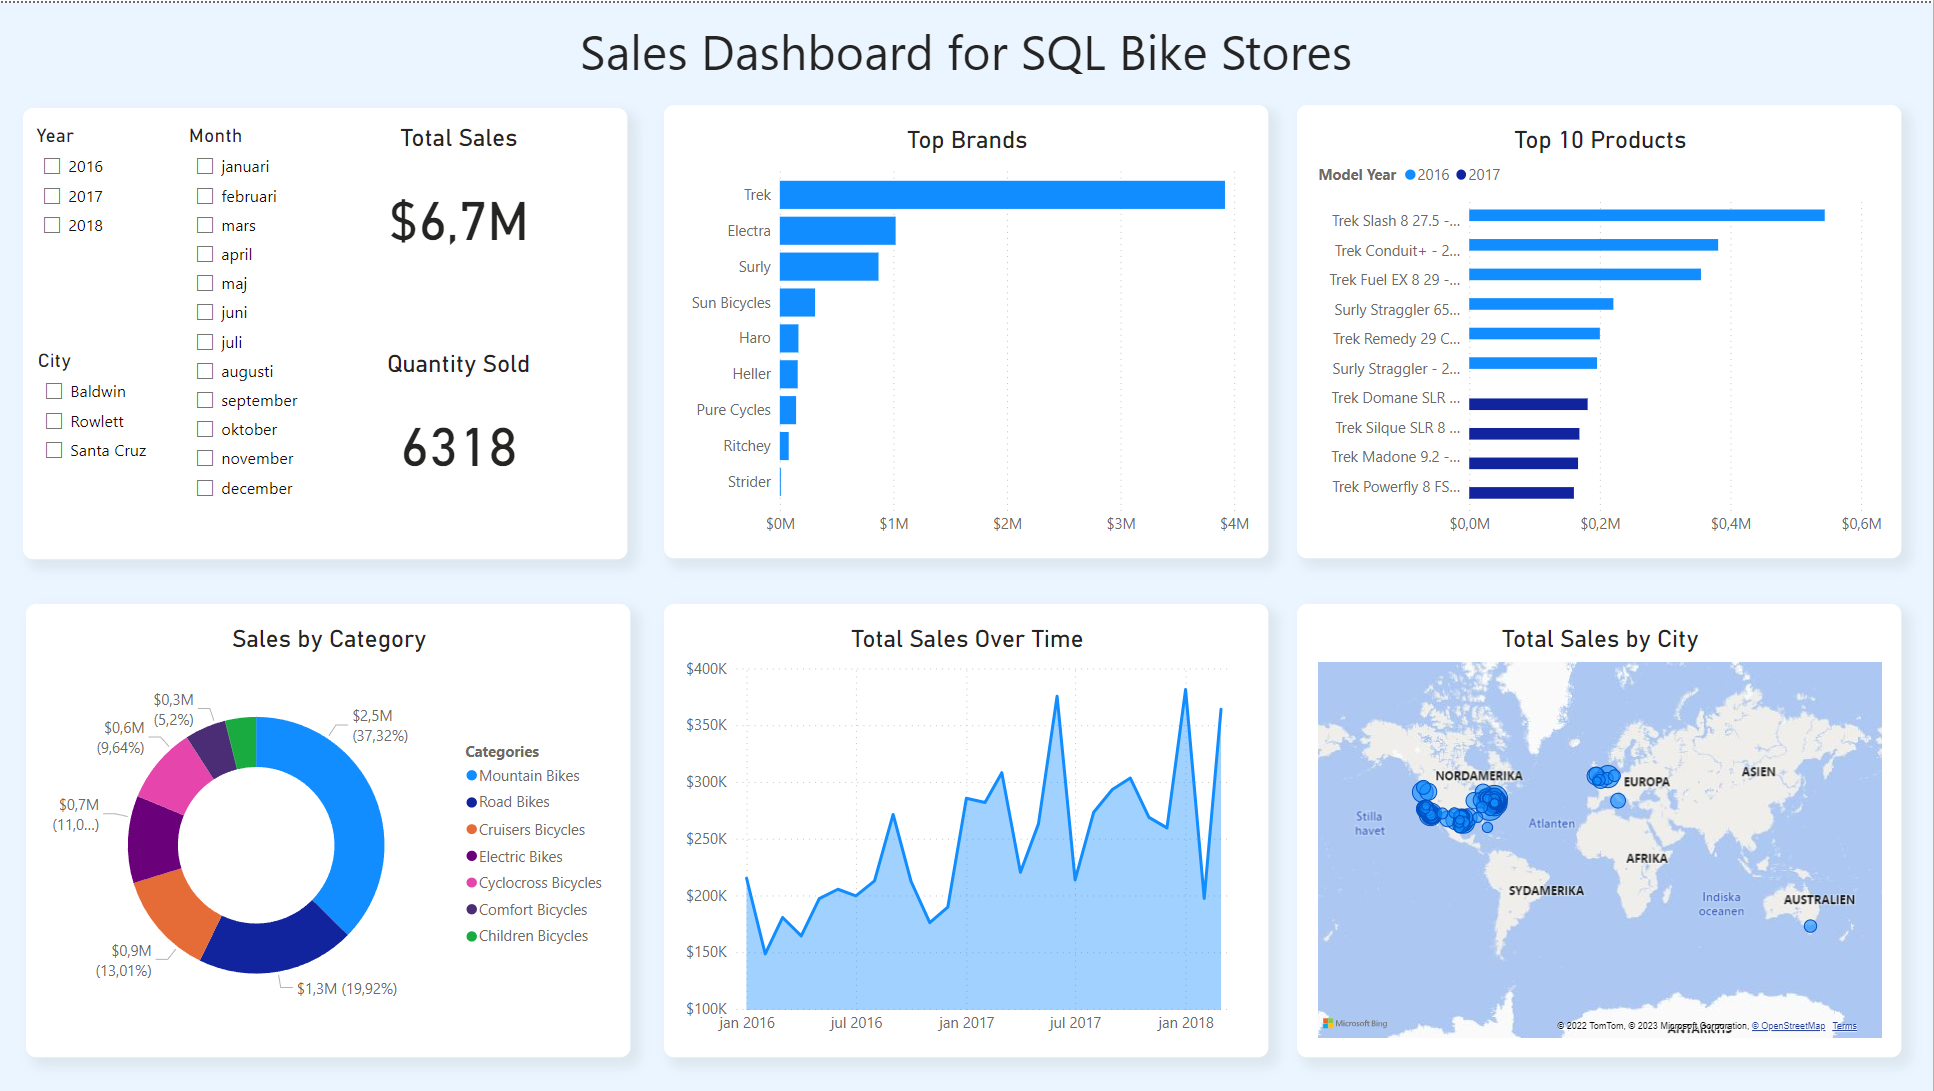 Sales Dashboard for SQL Bike Stores
Year
2016
2017
2018
City
Baldwin
Rowlett
Santa Cruz
Month
januari
februari
mars
april
maj
juni
juli
augusti
september
oktober
november
december
Total Sales
$6,7M
Quantity Sold
6318
Top Brands
Trek
Electra
Surly
Sun Bicycles
Haro
Heller
Pure Cycles
Ritchey
Strider
$0M $1M $2M $3M $4M
Top 10 Products
Model Year 2016 2017
Trek Slash 8 27.5 -...
Trek Conduit+ - 2...
Trek Fuel EX 8 29 -...
Surly Straggler 65...
Trek Remedy 29 C...
Surly Straggler - 2...
Trek Domane SLR ...
Trek Silque SLR 8 ...
Trek Madone 9.2 -...
Trek Powerfly 8 FS...
$0,0M $0,2M $0,4M $0,6M
Sales by Category
$0,3M
(5,2%)
$0,6M
(9,64%)
$0,7M
(11,0...)
$0,9M
(13,01%)
$1,3M (19,92%)
$2,5M
(37,32%)
Categories
Mountain Bikes
Road Bikes
Cruisers Bicycles
Electric Bikes
Cyclocross Bicycles
Comfort Bicycles
Children Bicycles
Total Sales Over Time
$400K
$350K
$300K
$250K
$200K
$150K
$100K
jan 2016 jul 2016 jan 2017 jul 2017 jan 2018
Total Sales by City
NORDAMERIKA
EUROPA
ASIEN
Stilla
havet
Atlanten
AFRIKA
SYDAMERIKA
Indiska
oceanen
AUSTRALIEN
Microsoft Bing
© 2022 TomTom, © 2023 Microsoft Corporation, © OpenStreetMap Terms
ANTARKTIS